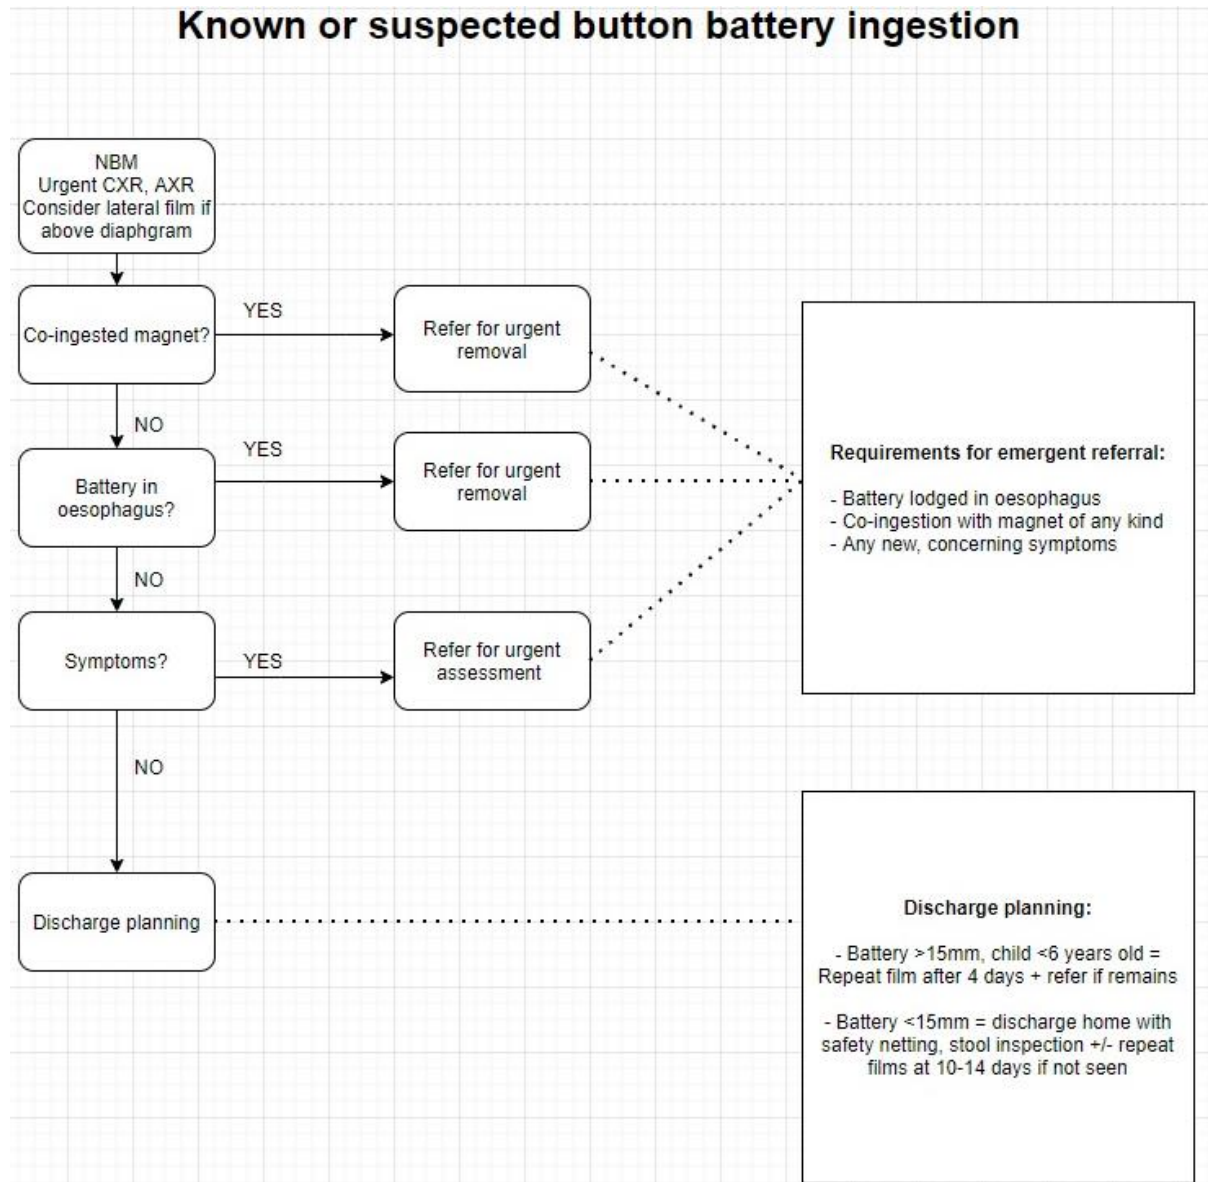 Known or suspected button battery ingestion
NBM
Urgent CXR, AXR
Consider lateral film if
above diaphgram
Co-ingested magnet?
YES
Refer for urgent
removal
NO
Battery in
oesophagus?
YES
Refer for urgent
removal
NO
Symptoms?
YES
Refer for urgent
assessment
NO
Discharge planning
Requirements for emergent referral:
- Battery lodged in oesophagus
- Co-ingestion with magnet of any kind
- Any new, concerning symptoms
Discharge planning:
- Battery >15mm, child <6 years old =
Repeat film after 4 days + refer if remains
- Battery <15mm = discharge home with
safety netting, stool inspection +/- repeat
films at 10-14 days if not seen